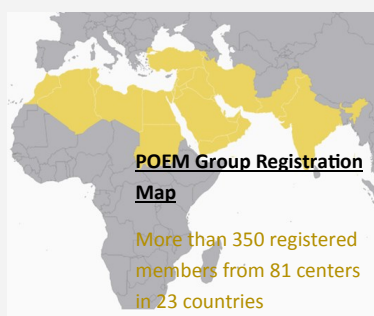 POEM Group Registration
Map
More than 350 registered
members from 81 centers
in 23 countries